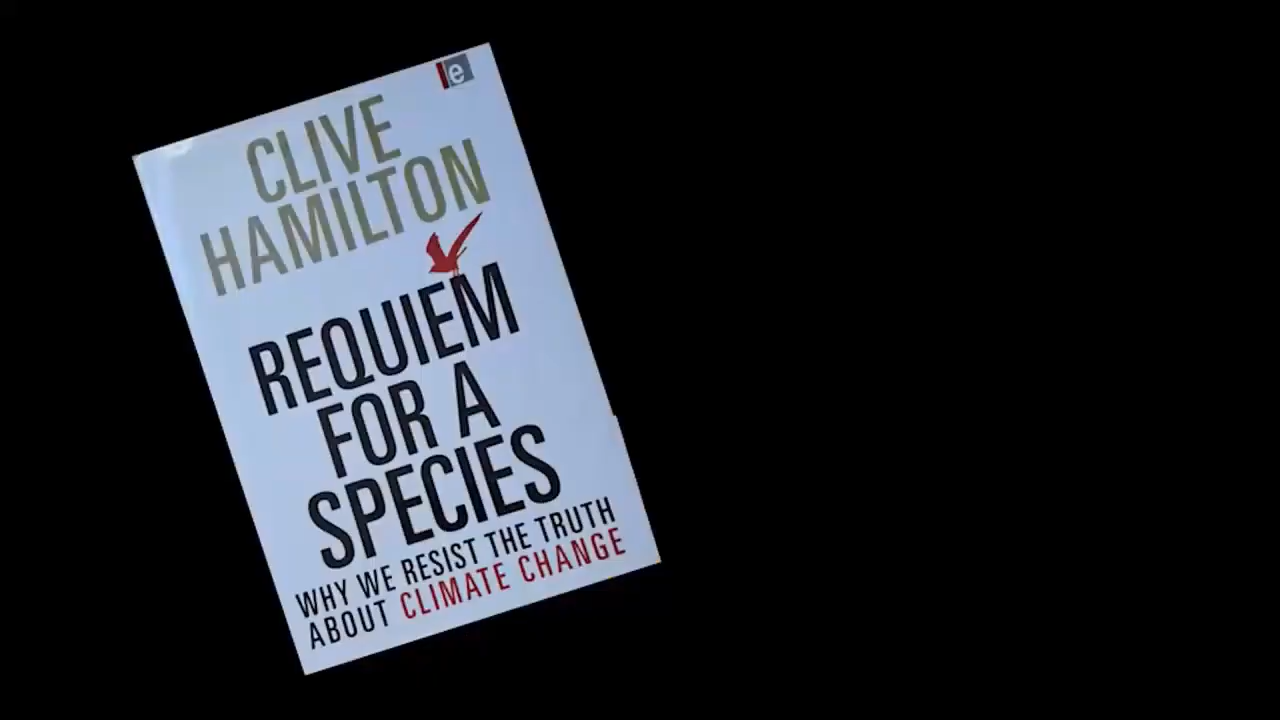 e
CLIVE
HAMILTON
REQUIEM
FOR A
SPECIES
WHY WE RESIST THE TRUTH
ABOUT CLIMATE CHANGE